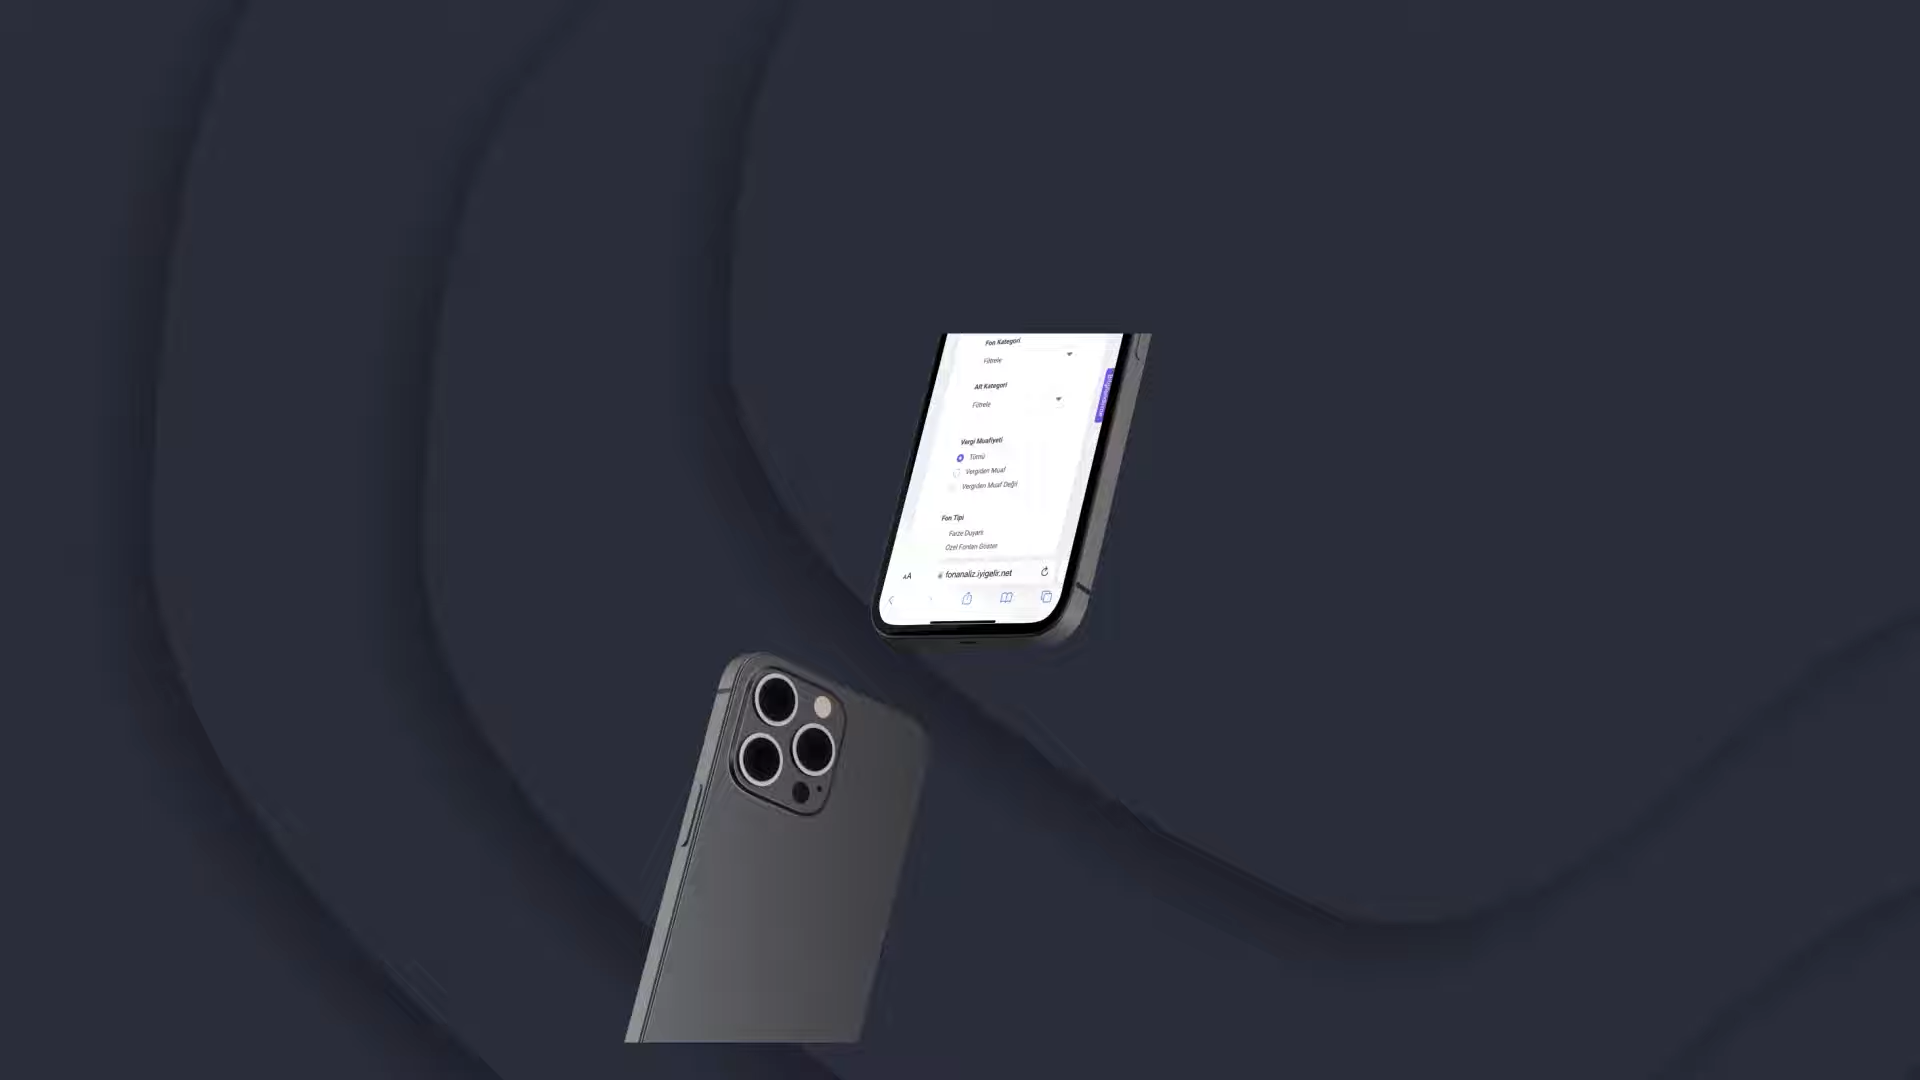 Fon Kategori
Filtrele
Alt Kategori
Filtrele
Vergi Muafiyeti
Tümü
Vergiden Muaf
Vergiden Muaf Değil
Fon Tipi
Faize Duyarlı
Özel Fonları Göster
AA
fonanaliz.iyigelir.net